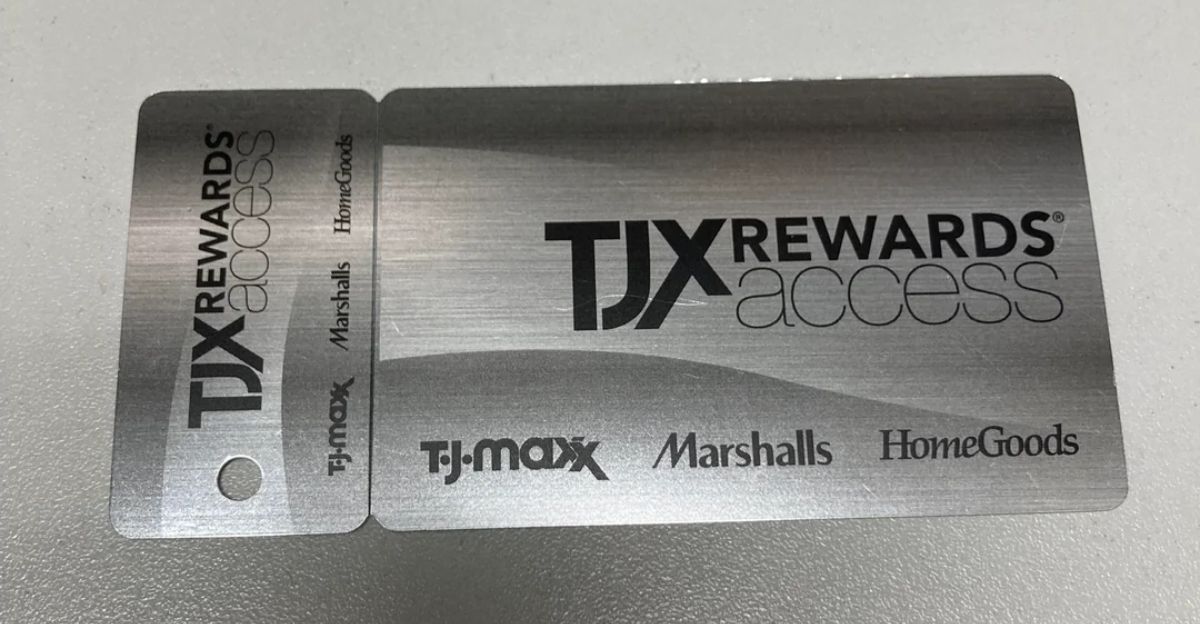 TJX REWARDS®
access
T·J·maxx Marshalls HomeGoods
TJX REWARDS®
access
T·J·maxx Marshalls HomeGoods